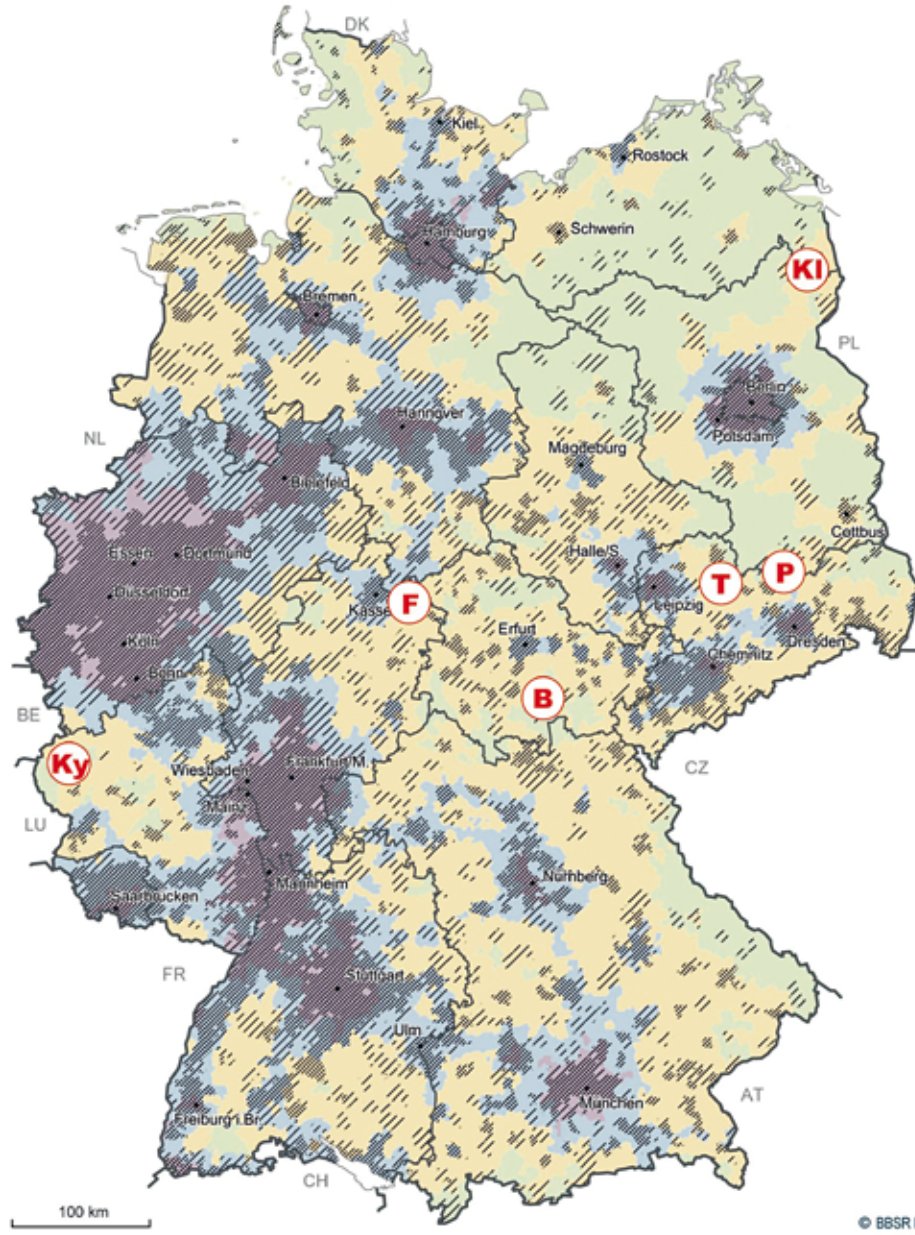 DK
Kiel
Rostock
Hamburg
Schwerin
Kl
Bremen
PL
Berlin
Potsdam
Hannover
NL
Magdeburg
Bielefeld
Cottbus
Essen
Dortmund
Halle/S
T
P
Düsseldorf
Leipzig
F
Kasse
Köln
Erfurt
Dresden
Chemnitz
Bonn
B
BE
Ky
Wiesbaden
Frankfurt/M.
CZ
Mainz
LU
Mannheim
Nürnberg
Saarbrücken
FR
Stuttgart
Ulm
München
AT
Freiburg i.Br.
CH
100 km
© BBSR